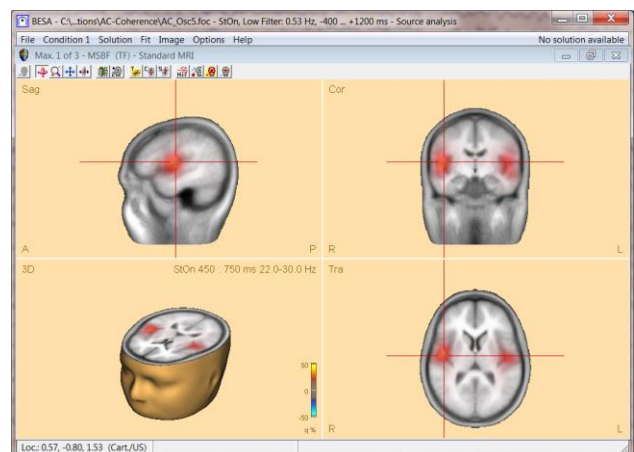 BESA - C:\...tions\AC-Coherence\AC_Osc5.foc - StOn, Low Filter: 0.53 Hz, -400 ... +1200 ms - Source analysis
File Condition 1 Solution Fit Image Options Help No solution available
Max. 1 of 3 - MSBF (TF) - Standard MRI
Sag
Cor
A P
R L
3D StOn 450 : 750 ms 22.0-30.0 Hz
Tra
50
0
-50
q %
R L
Loc.: 0.57, -0.80, 1.53 (Cart./US)